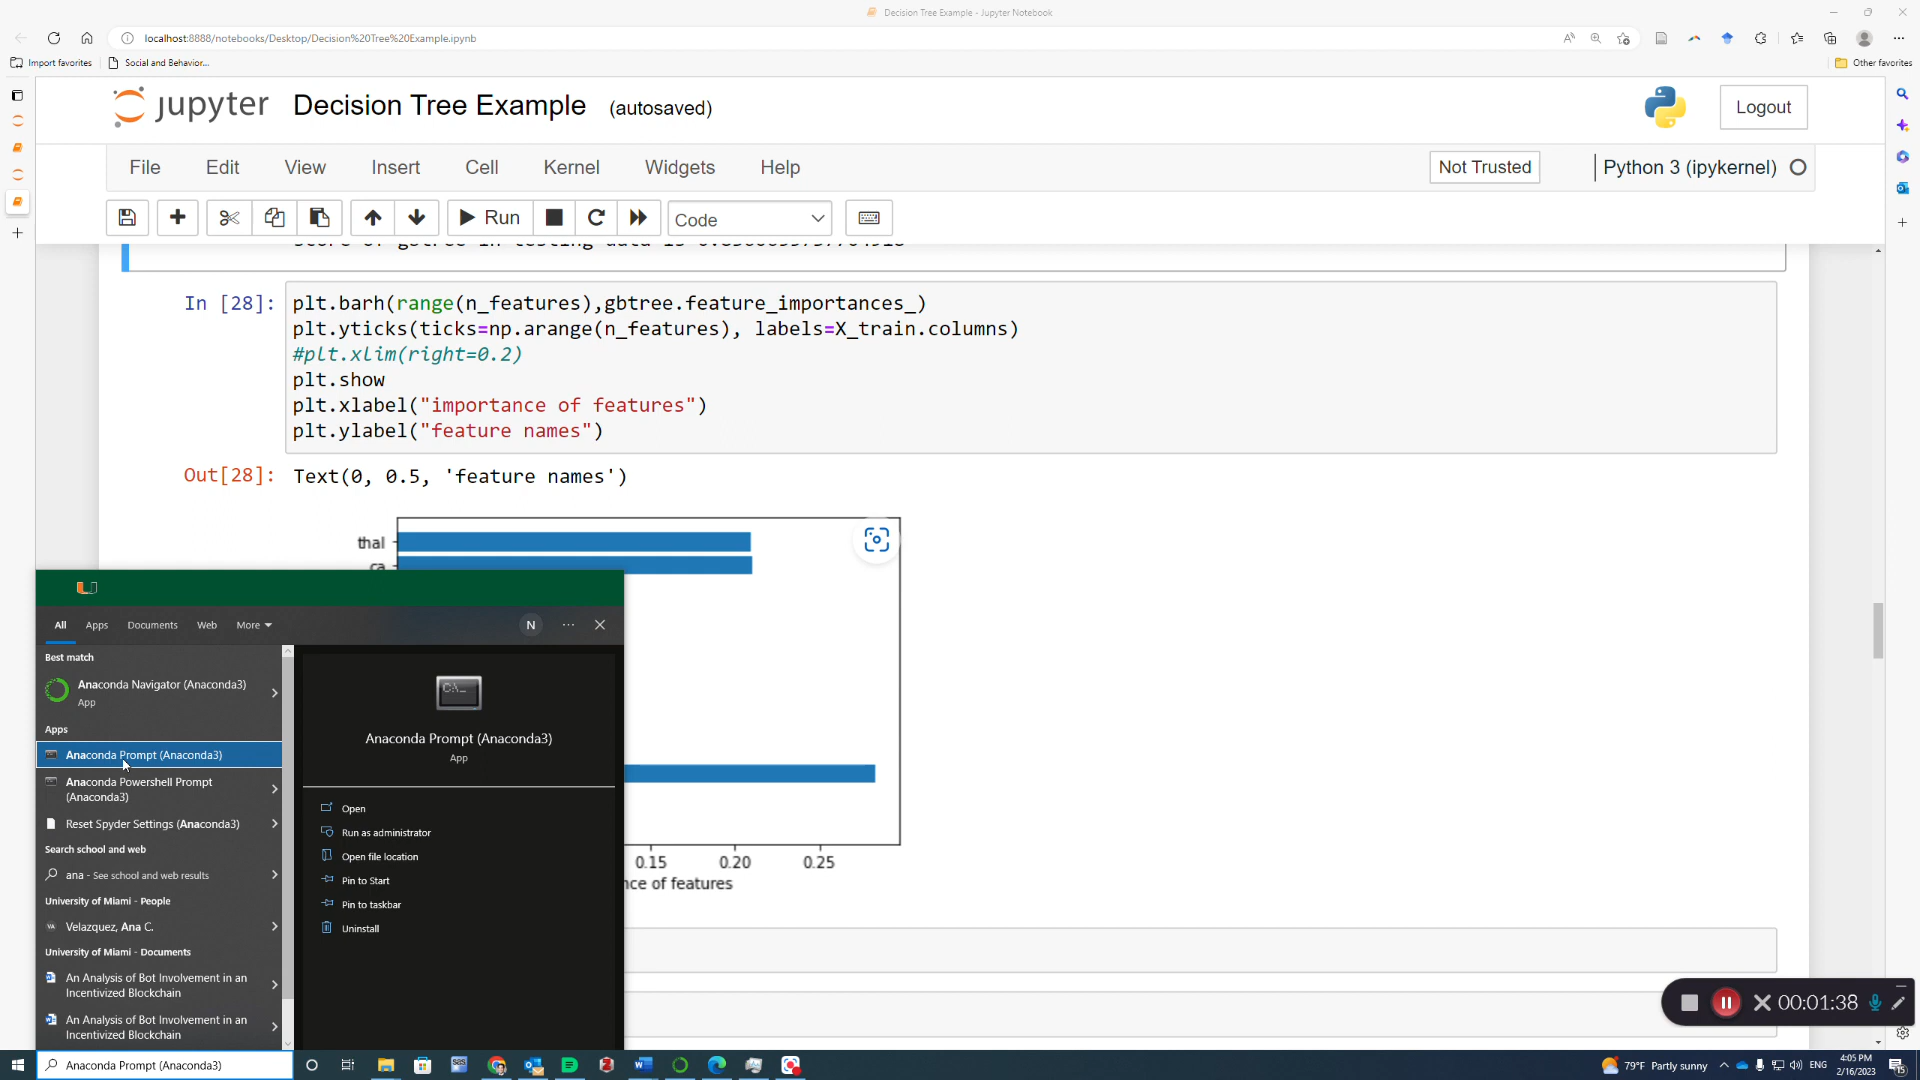 Decision Tree Example - Jupyter Notebook
localhost:8888/notebooks/Desktop/Decision%20Tree%20Example.ipynb
Import favorites
Social and Behavior...
Other favorites
jupyter Decision Tree Example (autosaved)
Logout
File Edit View Insert Cell Kernel Widgets Help
Not Trusted
Python 3 (ipykernel)
Run
Code
In [28]:
plt.barh(range(n_features),gbtree.feature_importances_)
plt.yticks(ticks=np.arange(n_features), labels=X_train.columns)
#plt.xlim(right=0.2)
plt.show
plt.xlabel("importance of features")
plt.ylabel("feature names")
Out[28]: Text(0, 0.5, 'feature names')
thal
ca
0.15 0.20 0.25
nce of features
U
All Apps Documents Web More
N
Best match
Anaconda Navigator (Anaconda3)
App
Apps
Anaconda Prompt (Anaconda3)
Anaconda Powershell Prompt
(Anaconda3)
Reset Spyder Settings (Anaconda3)
Search school and web
ana - See school and web results
University of Miami - People
VA Velazquez, Ana C.
University of Miami - Documents
An Analysis of Bot Involvement in an
Incentivized Blockchain
An Analysis of Bot Involvement in an
Incentivized Blockchain
C:\_
Anaconda Prompt (Anaconda3)
App
Open
Run as administrator
Open file location
Pin to Start
Pin to taskbar
Uninstall
00:01:38
Anaconda Prompt (Anaconda3)
79°F Partly sunny
ENG
4:05 PM
2/16/2023
15